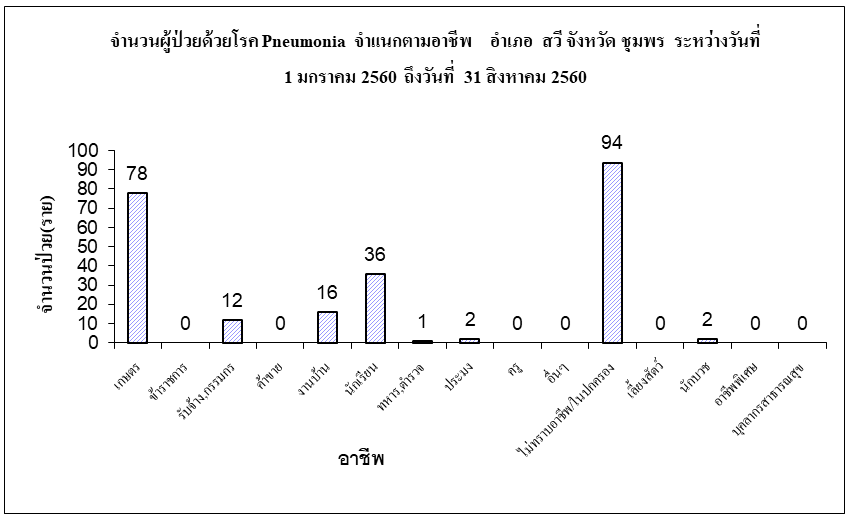 จำนวนผู้ป่วยด้วยโรค Pneumonia จำแนกตามอาชีพ อำเภอ สวี จังหวัด ชุมพร ระหว่างวันที่
1 มกราคม 2560 ถึงวันที่ 31 สิงหาคม 2560
จำนวนป่วย(ราย)
100
90
80
70
60
50
40
30
20
10
0
78
0
12
0
16
36
1
2
0
0
94
0
2
0
0
เกษตร
ข้าราชการ
รับจ้าง,กรรมกร
ค้าขาย
งานบ้าน
นักเรียน
ทหาร,ตำรวจ
ประมง
ครู
อื่นๆ
ไม่ทราบอาชีพ/ในปกครอง
เลี้ยงสัตว์
นักบวช
อาชีพพิเศษ
บุคลากรสาธารณสุข
อาชีพ